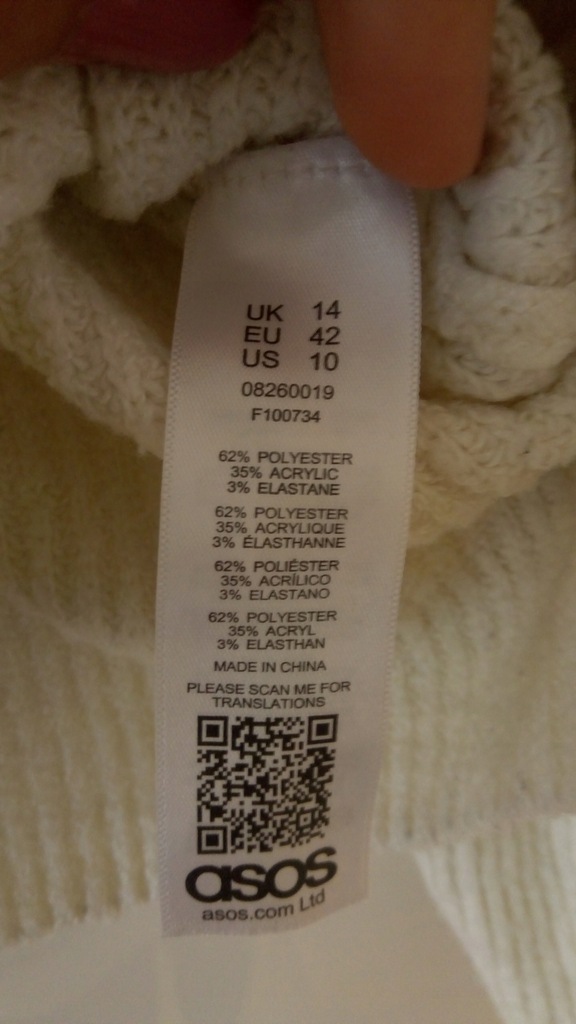 UK 14
EU 42
US 10
08260019
F100734
62% POLYESTER
35% ACRYLIC
3% ELASTANE
62% POLYESTER
35% ACRYLIQUE
3% ÉLASTHANNE
62% POLIÉSTER
35% ACRÍLICO
3% ELASTANO
62% POLYESTER
35% ACRYL
3% ELASTHAN
MADE IN CHINA
PLEASE SCAN ME FOR
TRANSLATIONS
asos
asos.com Ltd